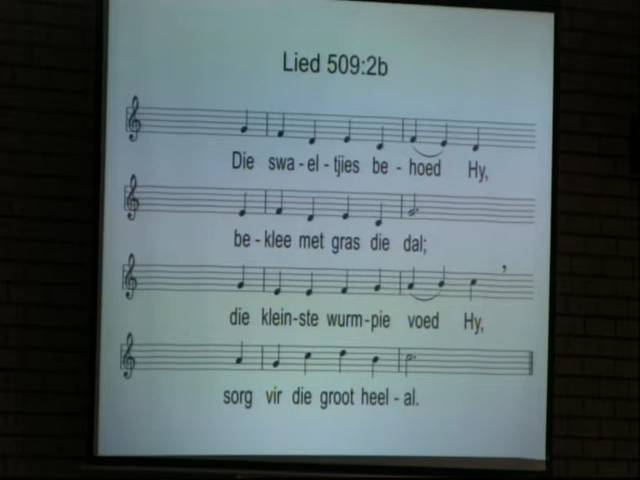 Lied 509:2b
Die swa-el-tjies be-hoed Hy,
be-klee met gras die dal;
die klein-ste wurm-pie voed Hy,
sorg vir die groot heel-al.